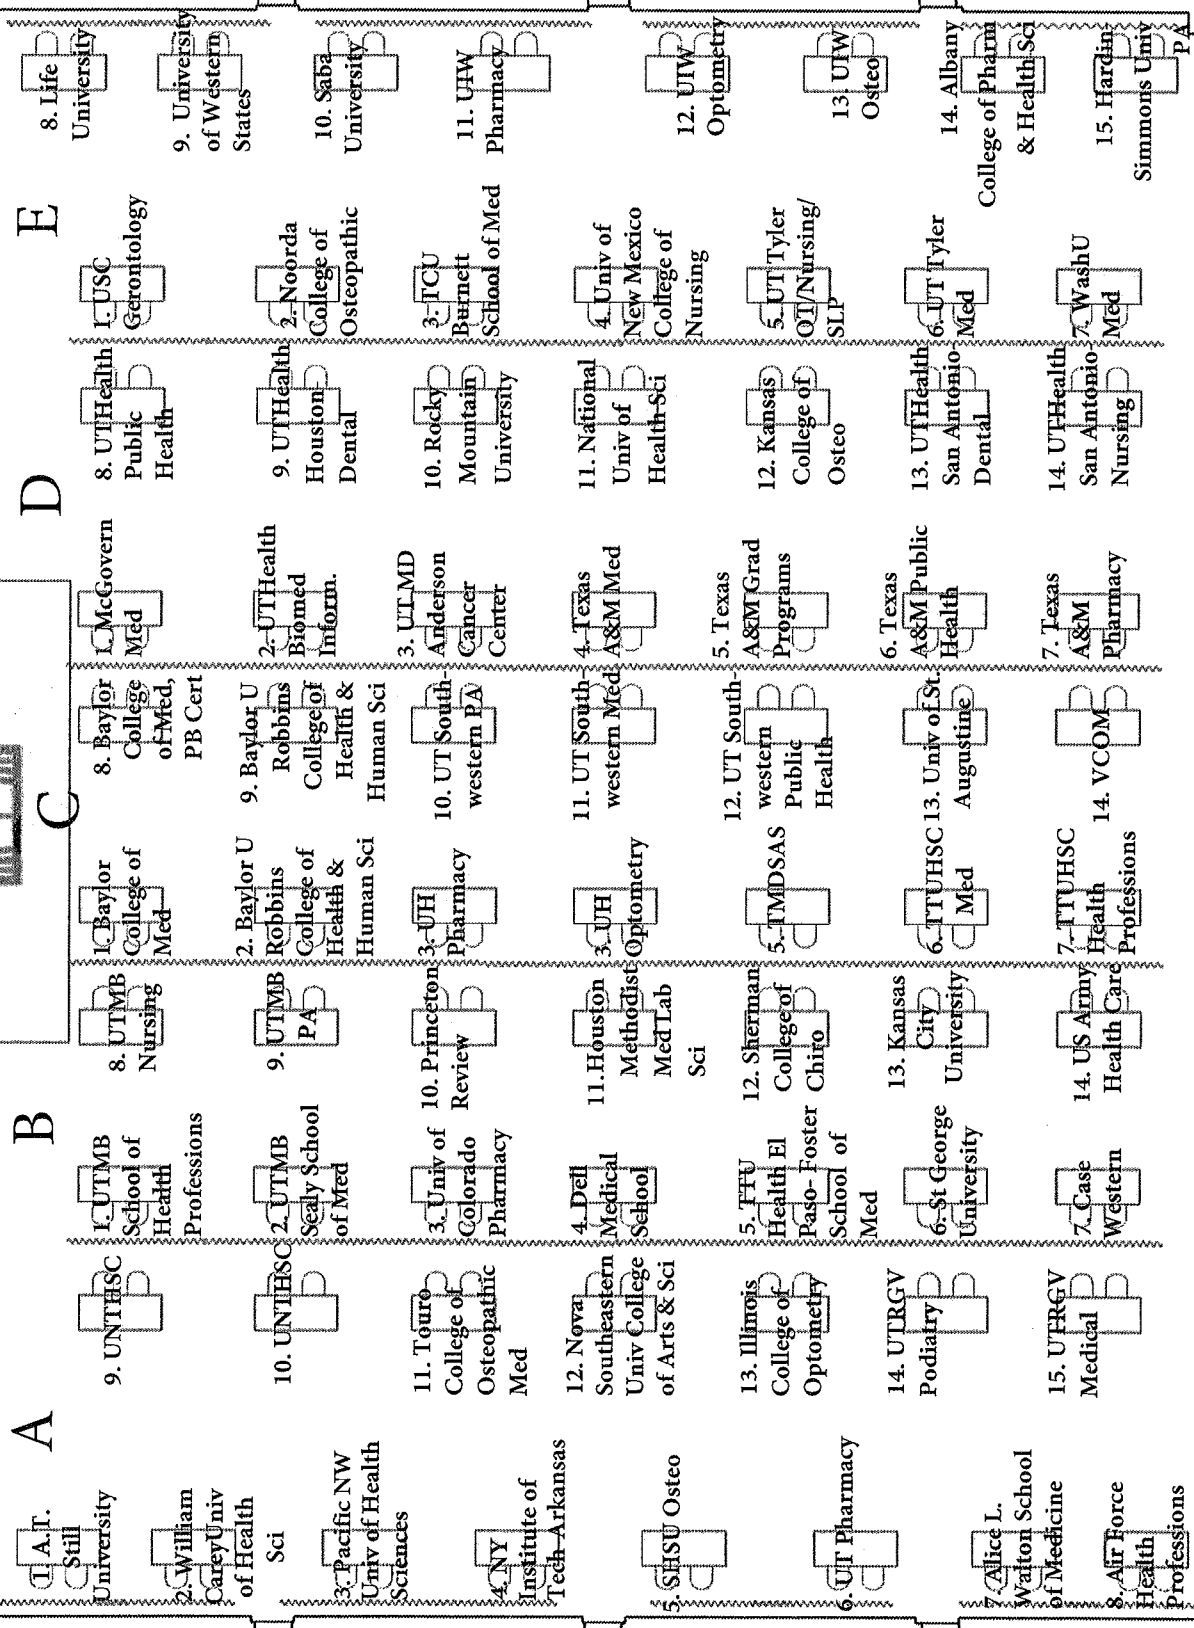 A
1. A.T.
Still
University
2. William
CareyUniv
of Health
Sci
3. Pacific NW
Univ of Health
Sciences
4. NY
Institute of
Tech-Arkansas
5. SHSU Osteo
6. UT Pharmacy
7. Alice L.
Walton School
of Medicine
8. Air Force
Health
Professions
9. UNTHSC
10. UNTHSC
11. Touro
College of
Osteopathic
Med
12. Nova
Southeastern
Univ College
of Arts & Sci
13. Illinois
College of
Optometry
14. UTRGV
Podiatry
15. UTRGV
Medical
B
1. UTMB
School of
Health
Professions
2. UTMB
Sealy School
of Med
3. Univ of
Colorado
Pharmacy
4. Dell
Medical
School
5. TTU
Health El
Paso- Foster
School of
Med
6. St George
University
7. Case
Western
8. UTMB
Nursing
9. UTMB
PA
10. Princeton
Review
11.Houston
Methodist
Med Lab
Sci
12. Sherman
College of
Chiro
13. Kansas
City
University
14. US Army
Health Care
C
1. Baylor
College of
Med
2. Baylor U
Robbins
College of
Health &
Human Sci
3. UH
Pharmacy
3. UH
Optometry
5. TMDSAS
6. TTUHSC
Med
7. TTUHSC
Health
Professions
8. Baylor
College
of Med,
PB Cert
9. Baylor U
Robbins
College of
Health &
Human Sci
10. UT South-
western PA
11. UT South-
western Med
12. UT South-
western
Public
Health
13. Univ of St.
Augustine
14. VCOM
D
1. McGovern
Med
2. UTHealth
Biomed
Inform.
3. UT MD
Anderson
Cancer
Center
4. Texas
A&M Med
5. Texas
A&M Grad
Programs
6. Texas
A&M Public
Health
7. Texas
A&M
Pharmacy
8. UTHealth
Public
Health
9. UTHealth
Houston
Dental
10. Rocky
Mountain
University
11. National
Univ of
Health Sci
12. Kansas
College of
Osteo
13. UTHealth
San Antonio-
Dental
14. UTHealth
San Antonio-
Nursing
E
1. USC
Gerontology
2. Noorda
College of
Osteopathic
3. TCU
Burnett
School of Med
4. Univ of
New Mexico
College of
Nursing
5. UT Tyler
OT/Nursing/
SLP
6. UT Tyler
Med
7. WashU
Med
8. Life
University
9. University
of Western
States
10. Saba
University
11. UIW
Pharmacy
12. UIW
Optometry
13. UIW
Osteo
14. Albany
College of Pharm
& Health Sci
15. Hardin-
Simmons Univ
PA